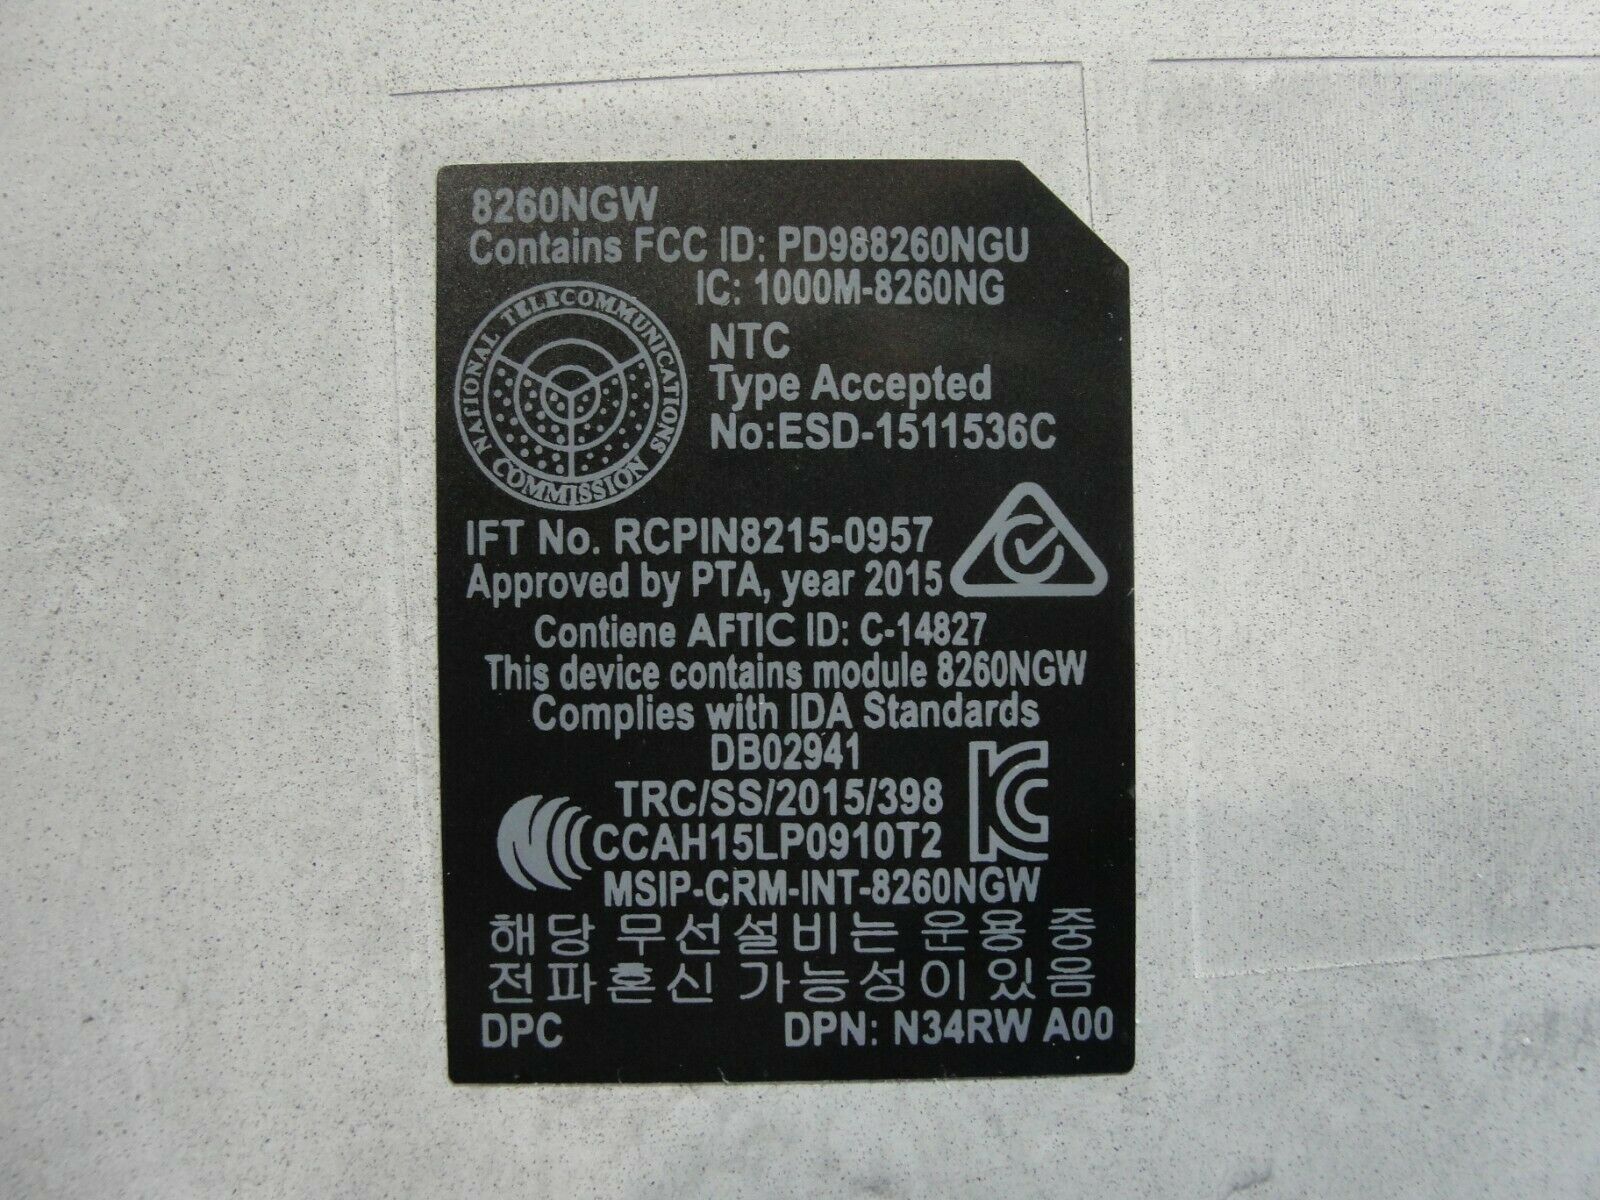 8260NGW
Contains FCC ID: PD988260NGU
IC: 1000M-8260NG
NATIONAL TELECOMMUNICATIONS COMMISSION
NTC
Type Accepted
No:ESD-1511536C
IFT No. RCPIN8215-0957
Approved by PTA, year 2015
Contiene AFTIC ID: C-14827
This device contains module 8260NGW
Complies with IDA Standards
DB02941
TRC/SS/2015/398
CCAH15LP0910T2
MSIP-CRM-INT-8260NGW
해당 무선설비는 운용 중
전파혼신 가능성이 있음
DPC DPN: N34RW A00